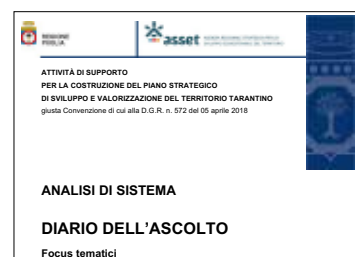 REGIONE
PUGLIA
asset
ATTIVITÀ DI SUPPORTO
PER LA COSTRUZIONE DEL PIANO STRATEGICO
DI SVILUPPO E VALORIZZAZIONE DEL TERRITORIO TARANTINO
giusta Convenzione di cui alla D.G.R. n. 572 del 05 aprile 2018
ANALISI DI SISTEMA
DIARIO DELL'ASCOLTO
Focus tematici